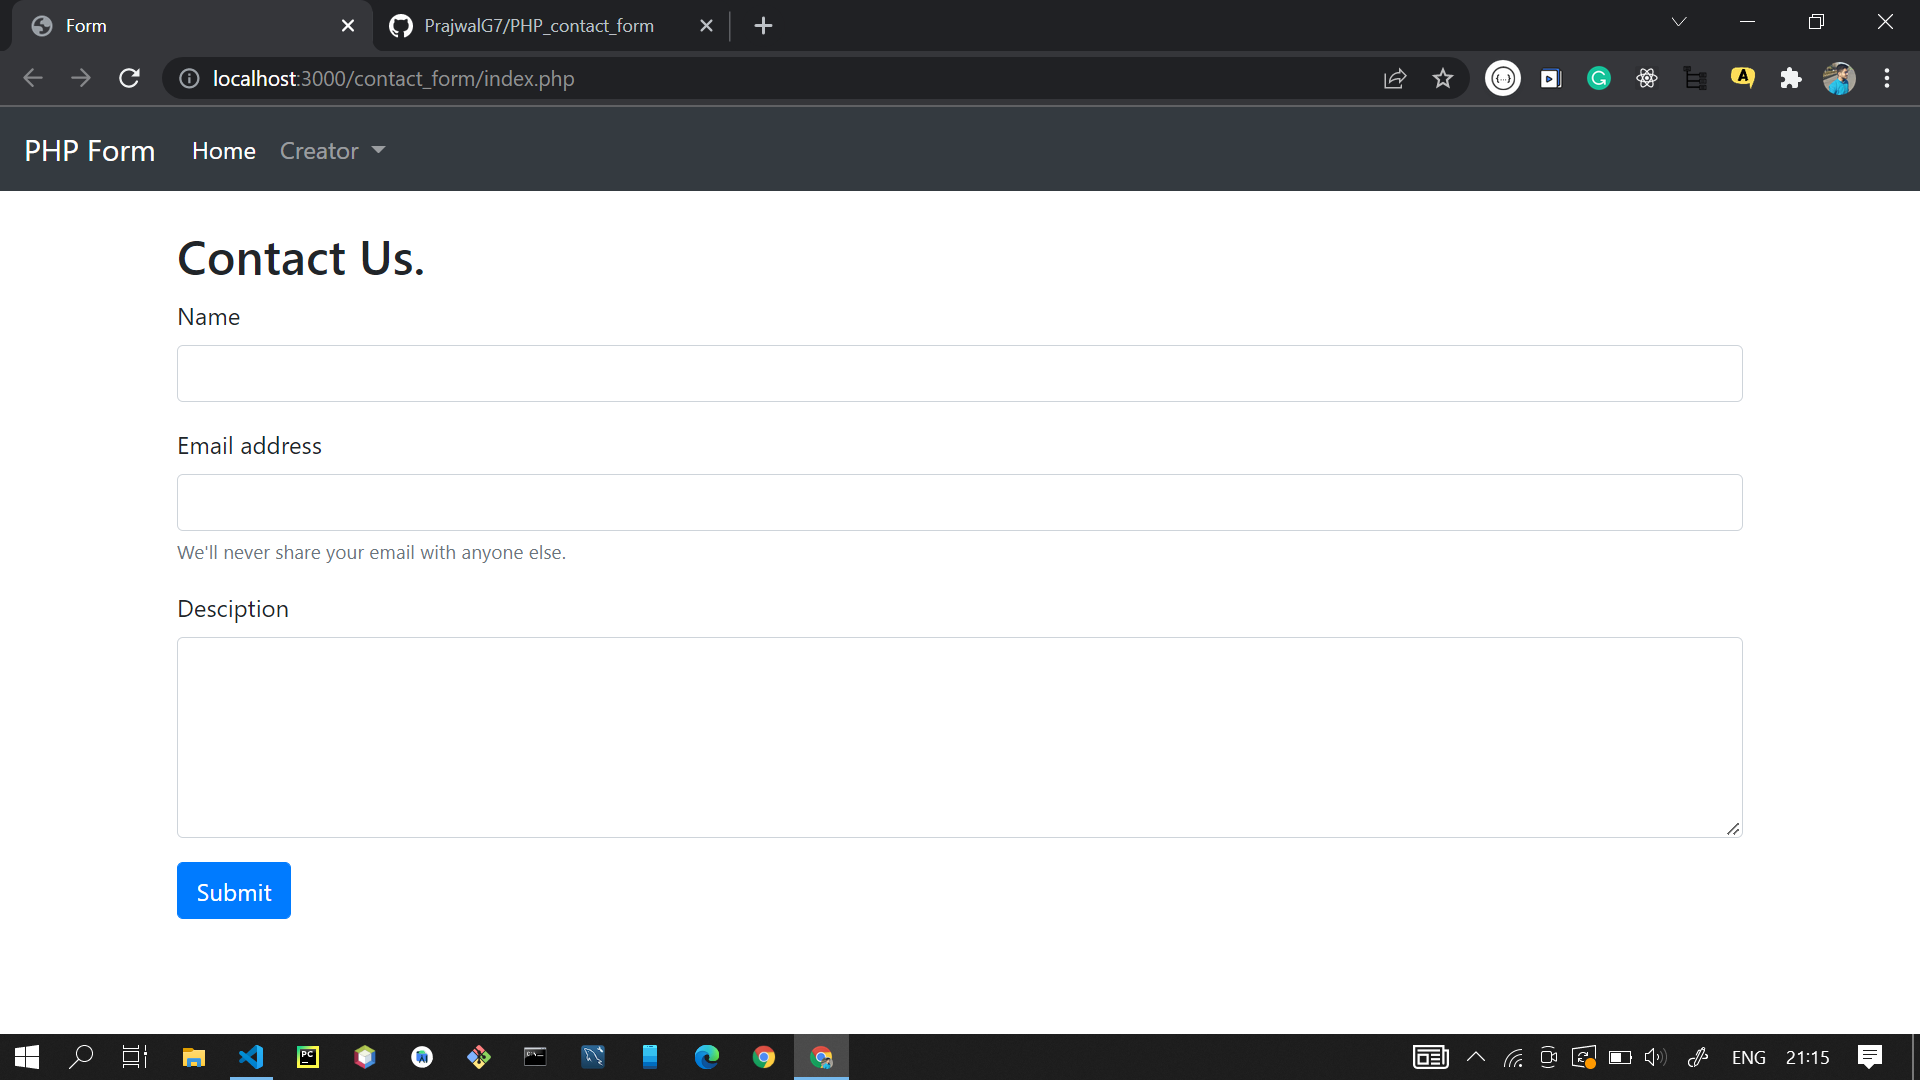 Form
PrajwalG7/PHP_contact_form
localhost:3000/contact_form/index.php
PHP Form
Home
Creator
Contact Us.
Name
Email address
We'll never share your email with anyone else.
Desciption
Submit
ENG
21:15